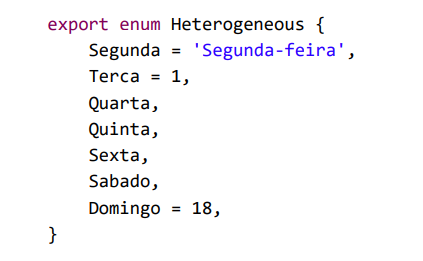 export enum Heterogeneous {
    Segunda = 'Segunda-feira',
    Terca = 1,
    Quarta,
    Quinta,
    Sexta,
    Sabado,
    Domingo = 18,
}